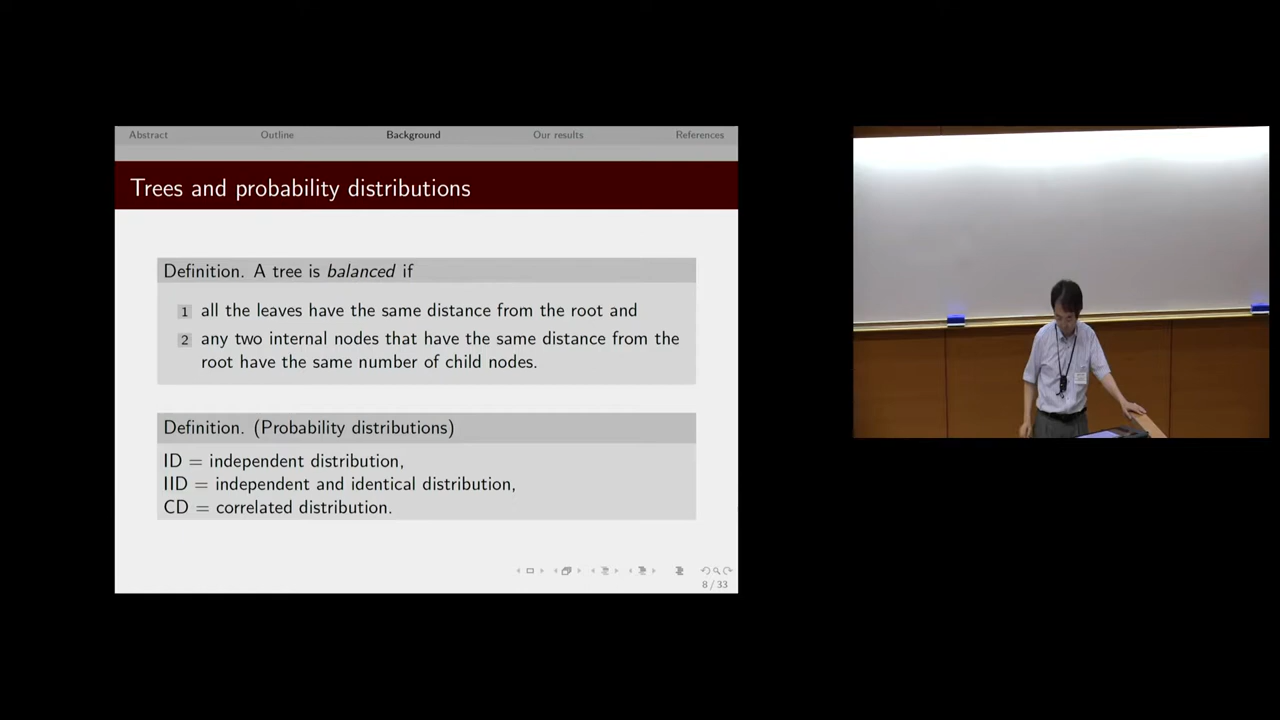 Abstract Outline Background Our results References
Trees and probability distributions
Definition. A tree is balanced if
1 all the leaves have the same distance from the root and
2 any two internal nodes that have the same distance from the
root have the same number of child nodes.
Definition. (Probability distributions)
ID = independent distribution,
IID = independent and identical distribution,
CD = correlated distribution.
8 / 33